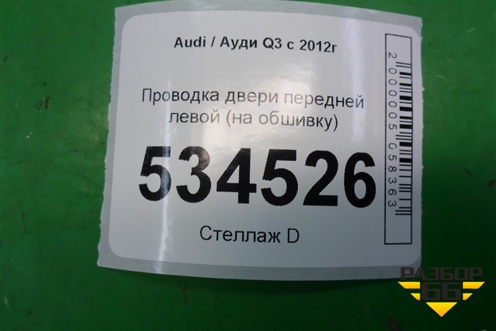 Audi / Ауди Q3 с 2012г
Проводка двери передней
левой (на обшивку)
534526
Стеллаж D
2000005058363
РАЗБОР
66